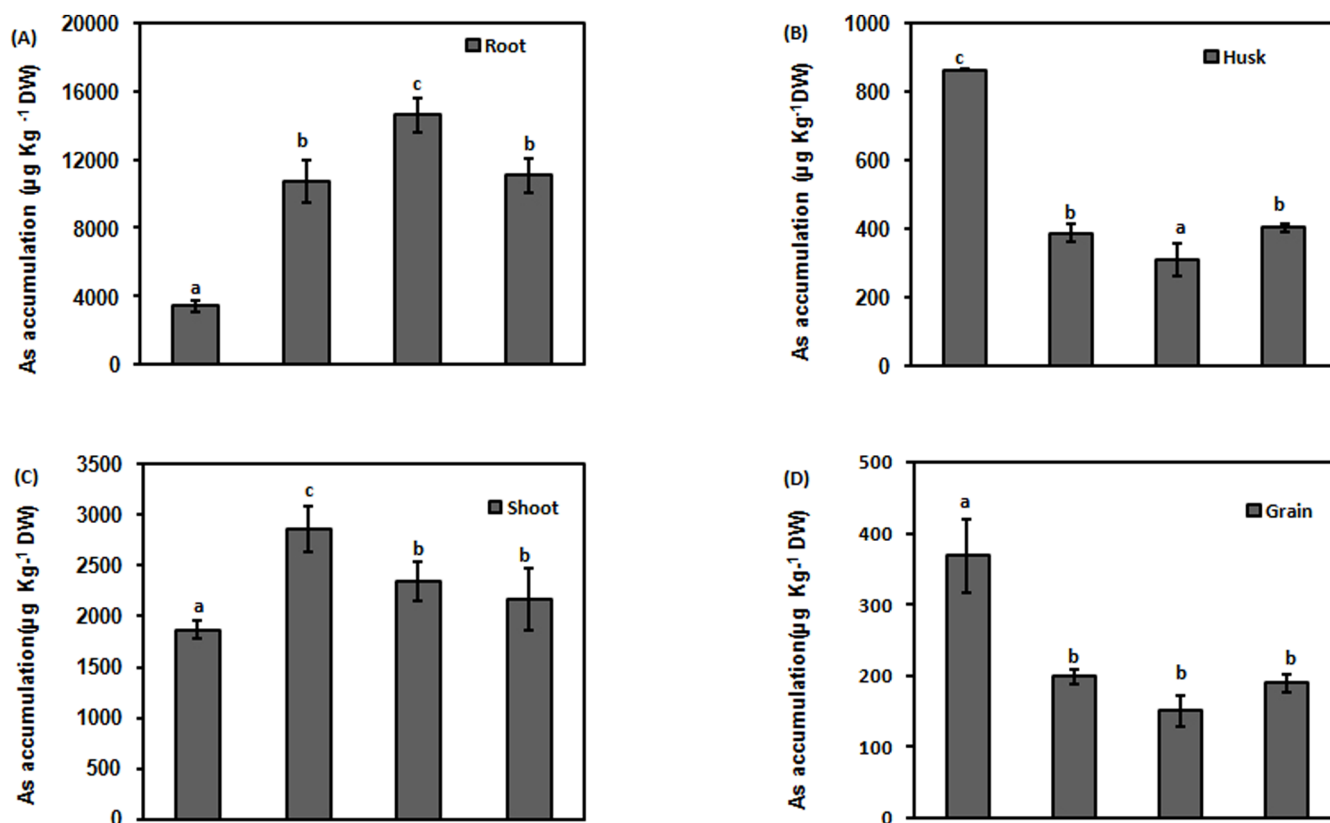 (A)
As accumulation (µg Kg -1 DW)
20000
16000
12000
8000
4000
0
Root
a
b
c
b
(B)
As accumulation (µg Kg-1DW)
1000
800
600
400
200
0
Husk
c
b
a
b
(C)
As accumulation(µg Kg-1 DW)
3500
3000
2500
2000
1500
1000
500
0
Shoot
a
c
b
b
(D)
As accumulation(µg Kg-1 DW)
500
400
300
200
100
0
Grain
a
b
b
b